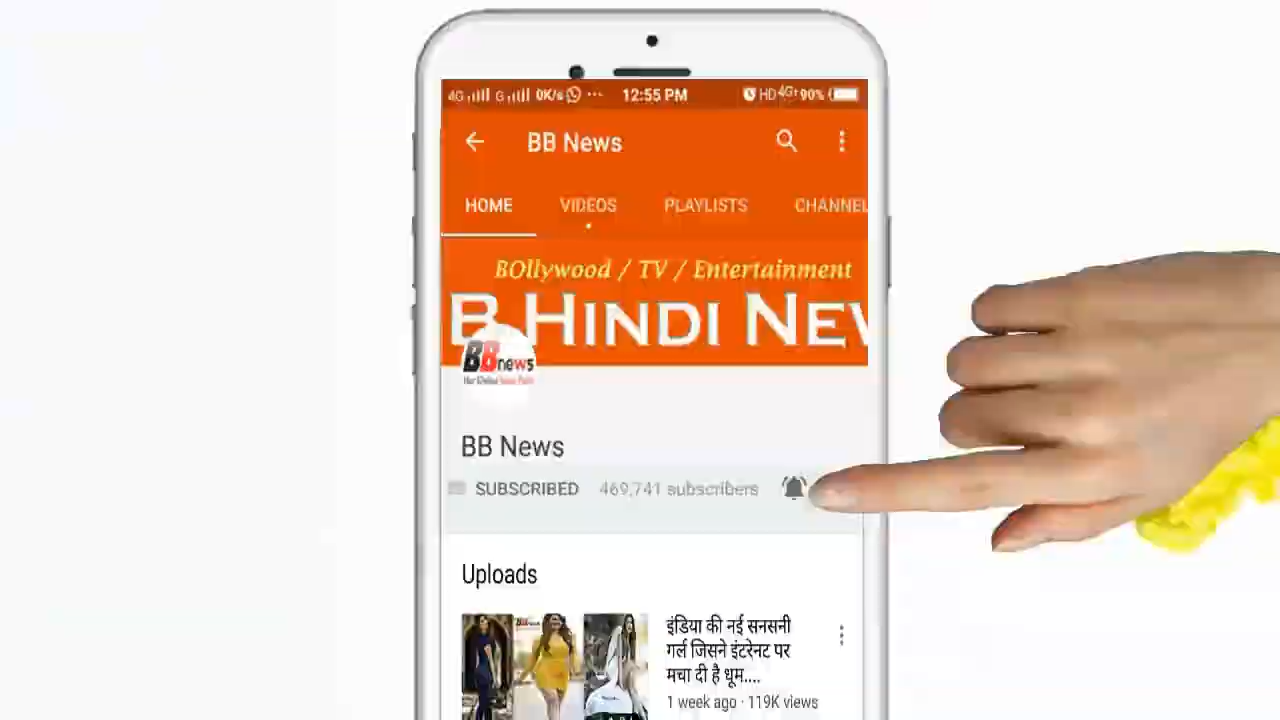 4G G 0K/s ... 12:55 PM HD 4G+ 90%
BB News
HOME VIDEOS PLAYLISTS CHANNEL
BOllywood / TV / Entertainment
B HINDI NEW
BBnews
BB News
SUBSCRIBED 469,741 subscribers
Uploads
इंडिया की नई सनसनी
गर्ल जिसने इंटरनेट पर
मचा दी है धूम....
1 week ago · 119K views